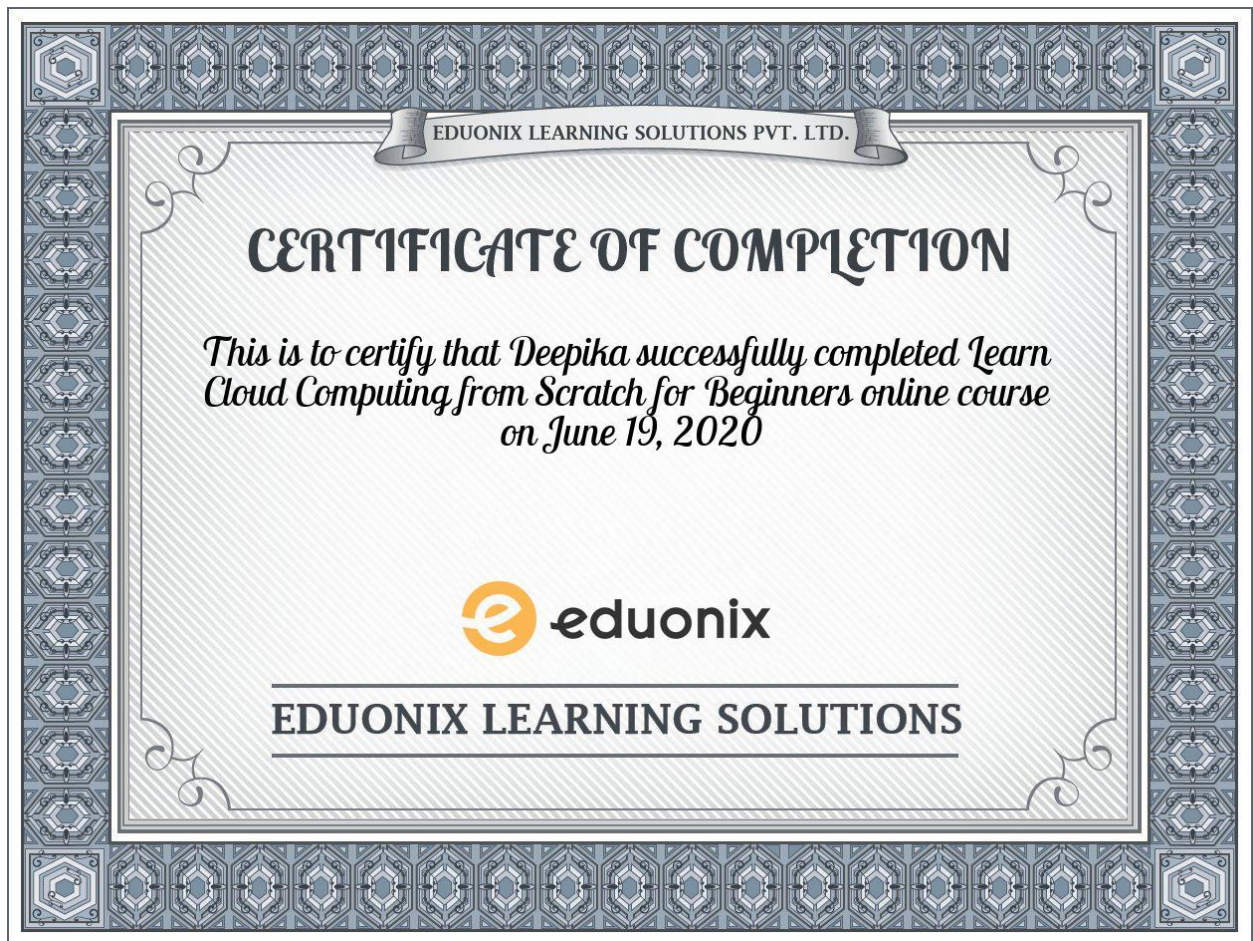 EDUONIX LEARNING SOLUTIONS PVT. LTD.
CERTIFICATE OF COMPLETION
This is to certify that Deepika successfully completed Learn
Cloud Computing from Scratch for Beginners online course
on June 19, 2020
eduonix
EDUONIX LEARNING SOLUTIONS